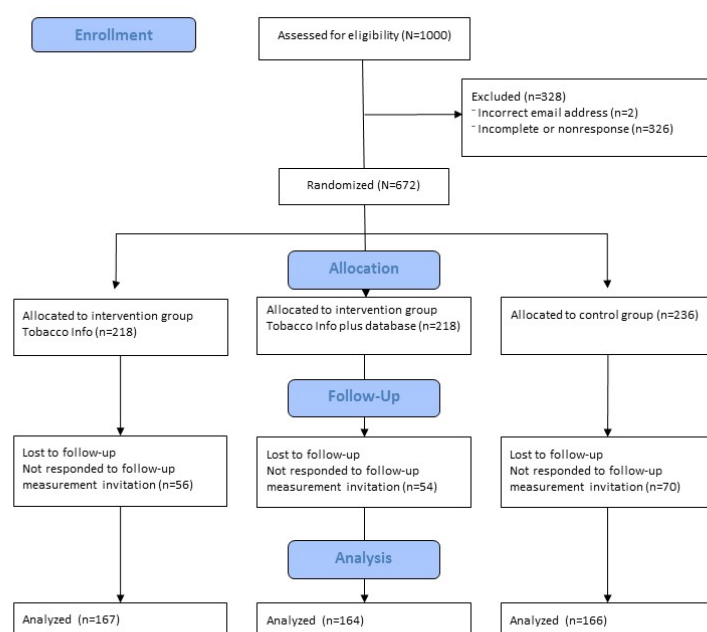 Enrollment
Assessed for eligibility (N=1000)
Excluded (n=328)
⁻ Incorrect email address (n=2)
⁻ Incomplete or nonresponse (n=326)
Randomized (N=672)
Allocation
Allocated to intervention group
Tobacco Info (n=218)
Allocated to intervention group
Tobacco Info plus database (n=218)
Allocated to control group (n=236)
Follow-Up
Lost to follow-up
Not responded to follow-up
measurement invitation (n=56)
Lost to follow-up
Not responded to follow-up
measurement invitation (n=54)
Lost to follow-up
Not responded to follow-up
measurement invitation (n=70)
Analysis
Analyzed (n=167)
Analyzed (n=164)
Analyzed (n=166)